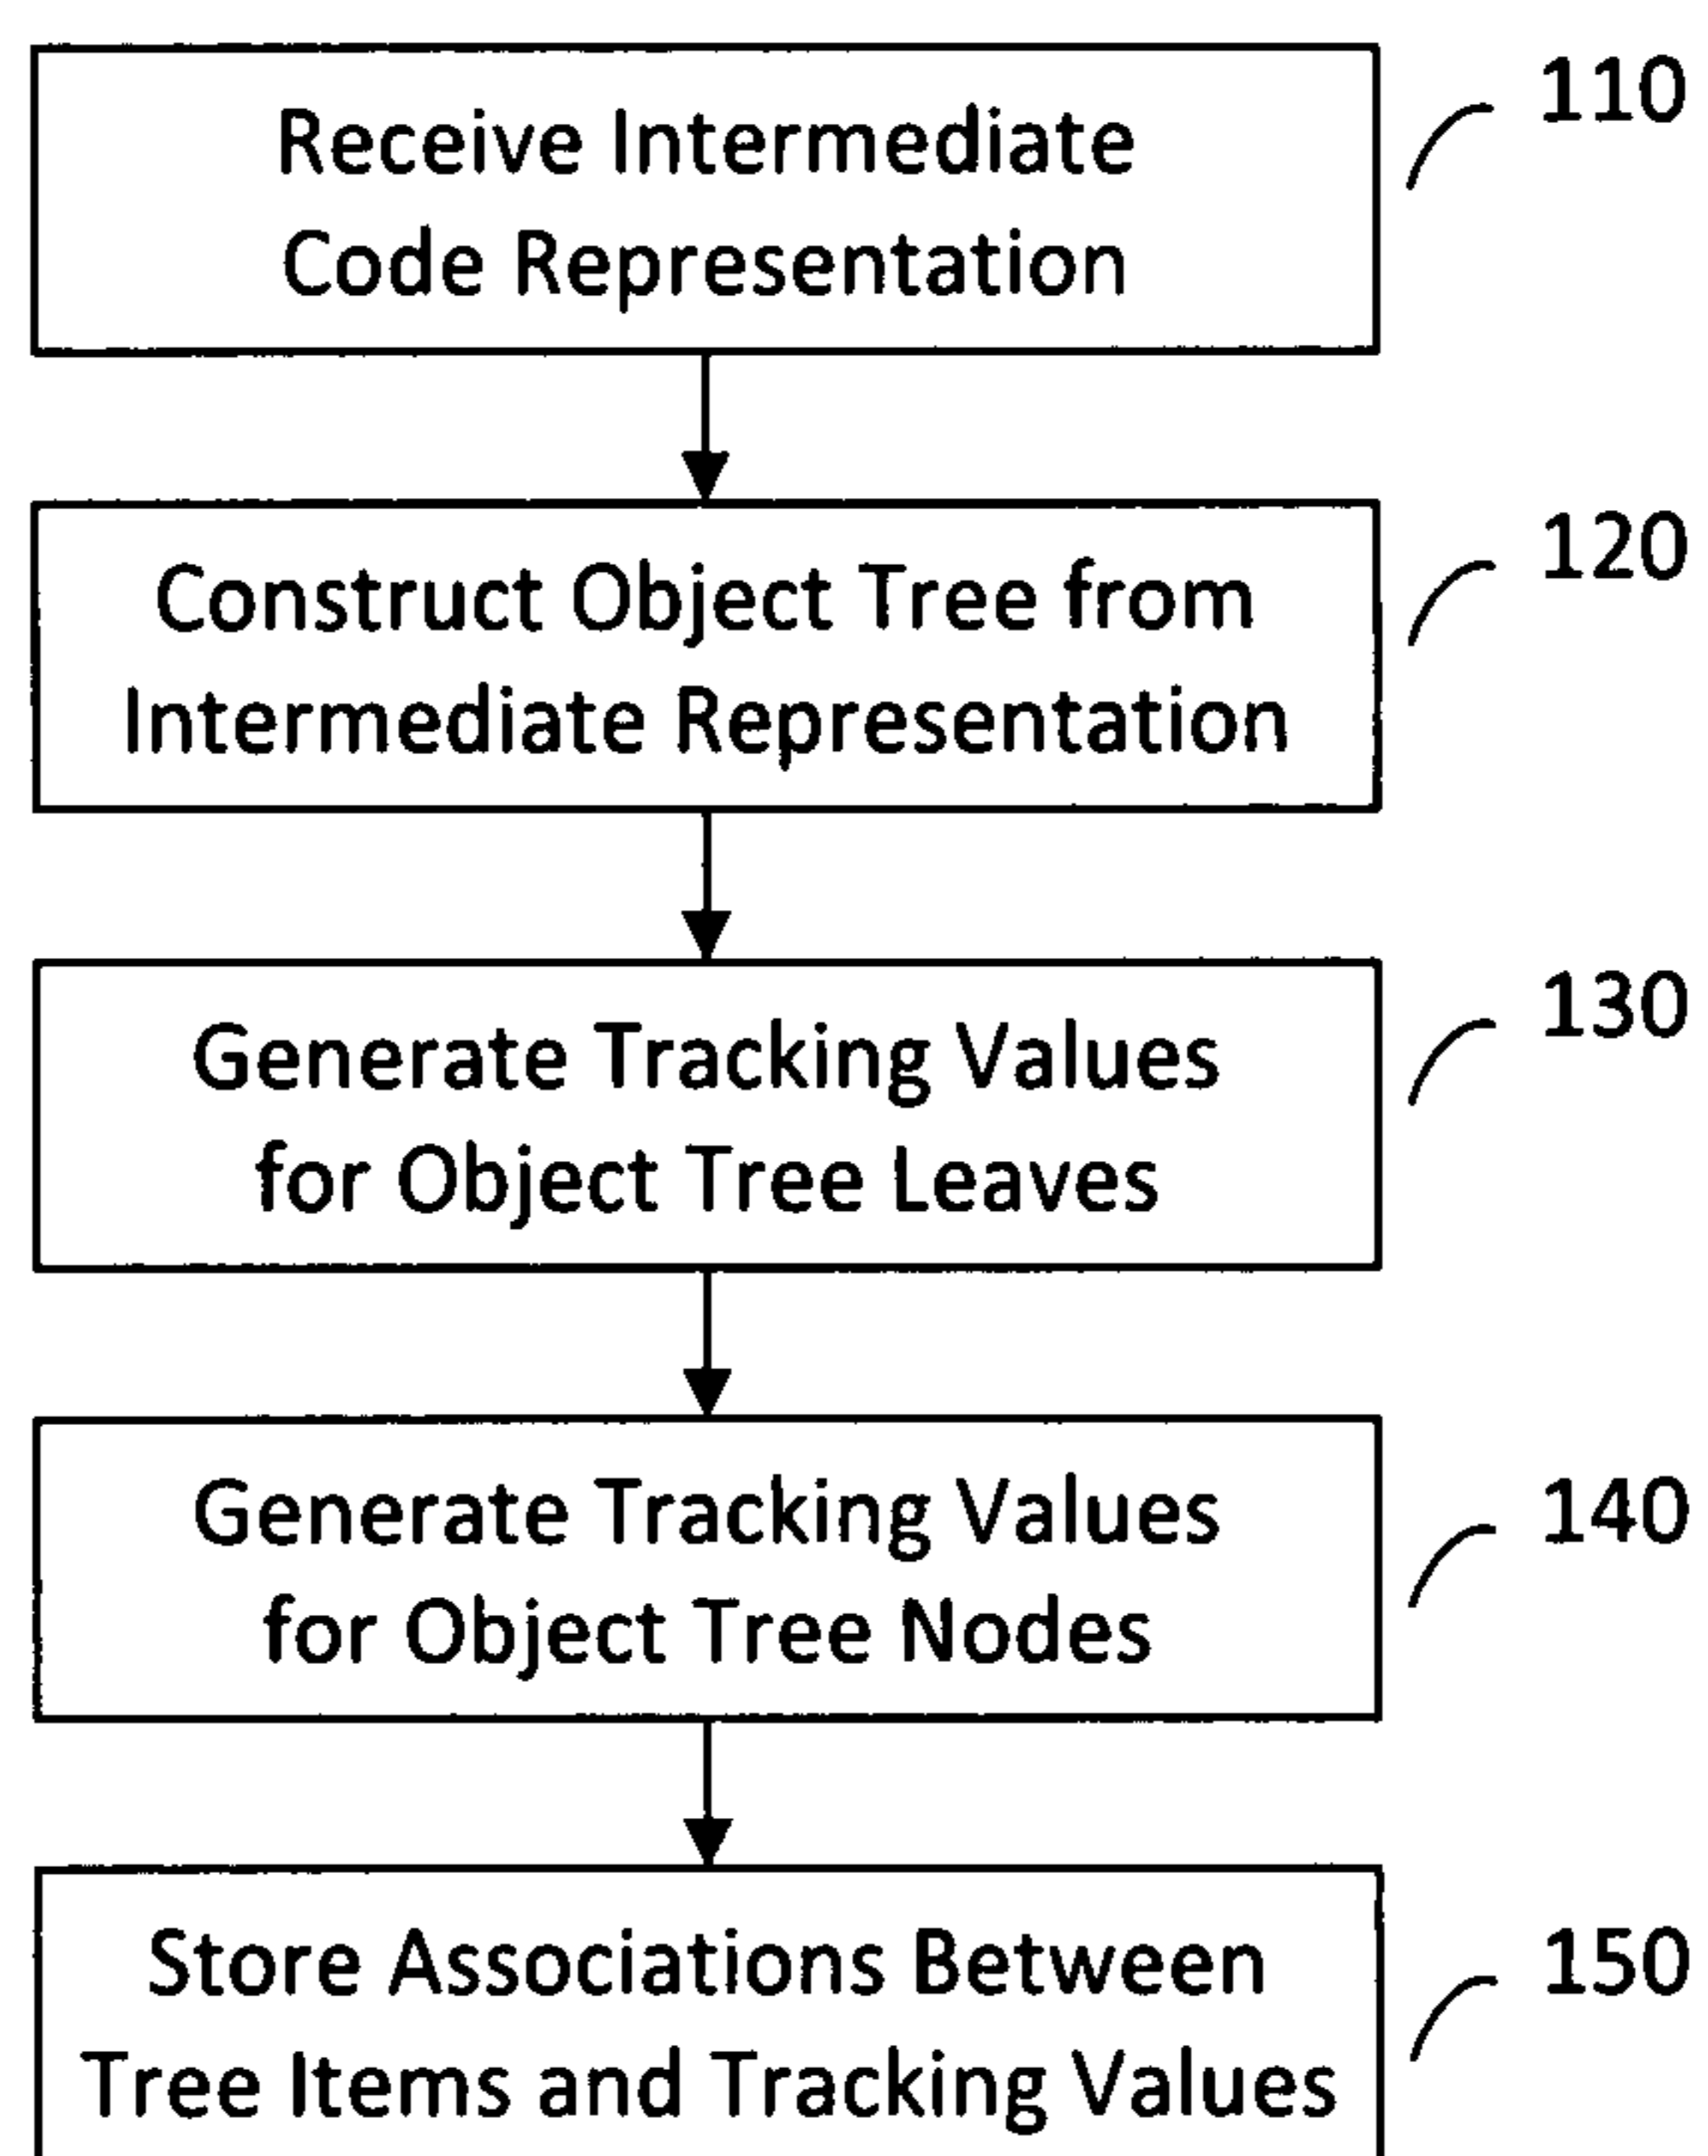 Receive Intermediate
Code Representation
110
Construct Object Tree from
Intermediate Representation
120
Generate Tracking Values
for Object Tree Leaves
130
Generate Tracking Values
for Object Tree Nodes
140
Store Associations Between
Tree Items and Tracking Values
150